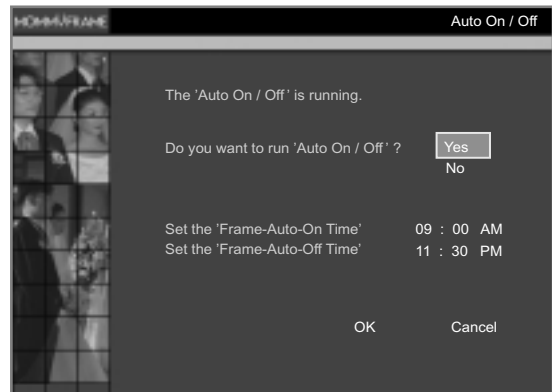 MOMMY FRAME
Auto On / Off
The 'Auto On / Off' is running.
Do you want to run 'Auto On / Off' ? Yes
No
Set the 'Frame-Auto-On Time' 09 : 00 AM
Set the 'Frame-Auto-Off Time' 11 : 30 PM
OK Cancel